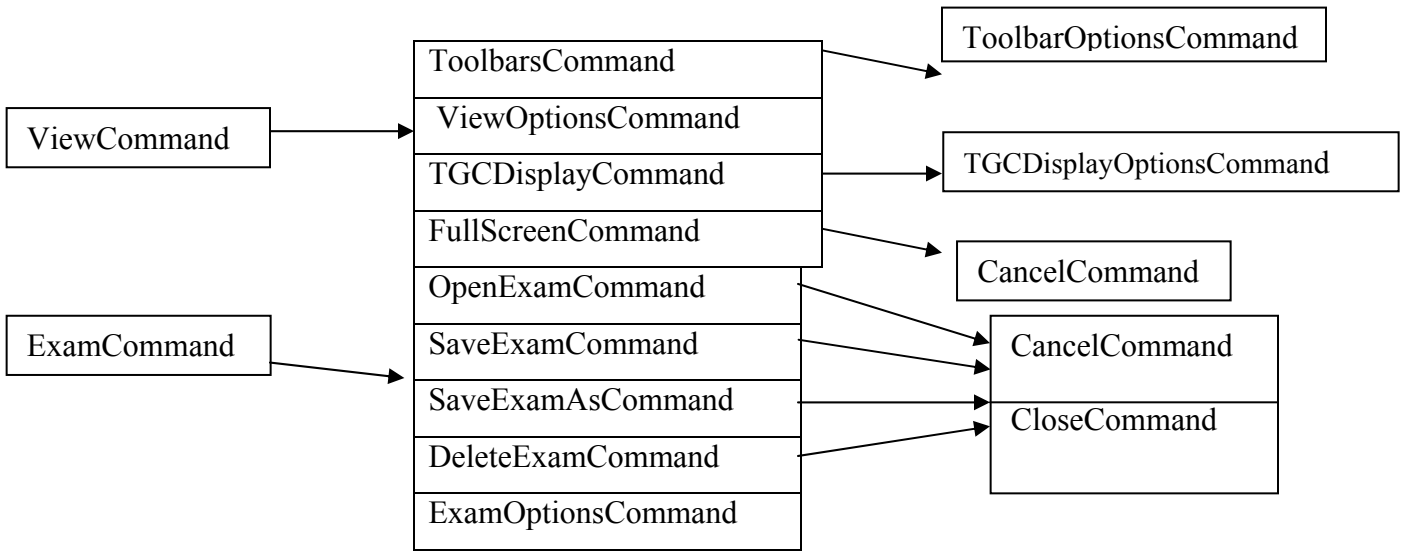 ViewCommand
ToolbarsCommand
ViewOptionsCommand
TGCDisplayCommand
FullScreenCommand
ToolbarOptionsCommand
TGCDisplayOptionsCommand
CancelCommand
ExamCommand
OpenExamCommand
SaveExamCommand
SaveExamAsCommand
DeleteExamCommand
ExamOptionsCommand
CancelCommand
CloseCommand